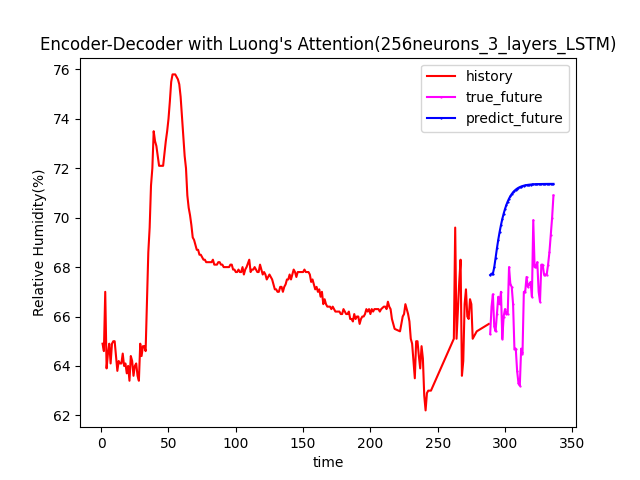 Encoder-Decoder with Luong's Attention(256neurons_3_layers_LSTM)
history
true_future
predict_future
Relative Humidity(%)
76
74
72
70
68
66
64
62
0 50 100 150 200 250 300 350
time